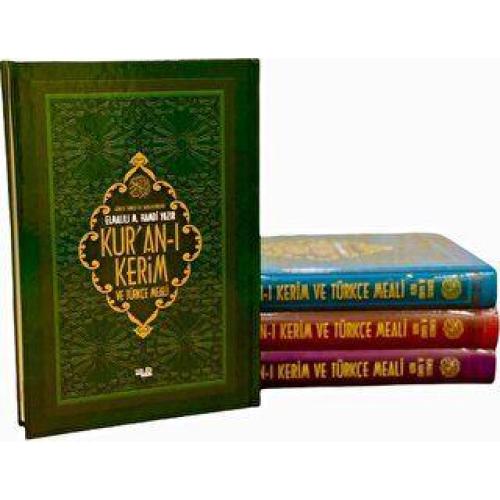 ELMALILI M. HAMDİ YAZIR
KUR'AN-I
KERİM
VE TÜRKÇE MEALİ
N-I KERİM VE TÜRKÇE MEALİ
N-I KERİM VE TÜRKÇE MEALİ
N-I KERİM VE TÜRKÇE MEALİ